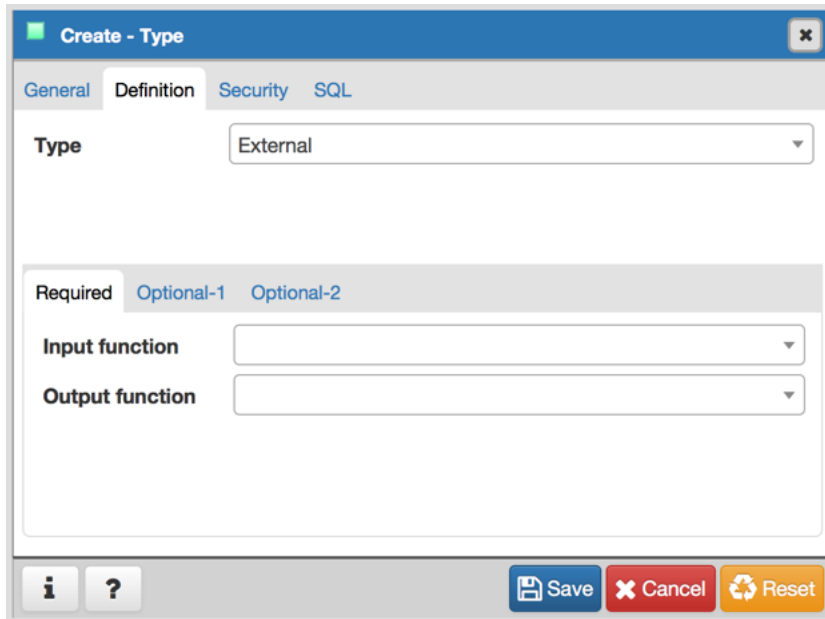 Create - Type
General Definition Security SQL
Type External
Required Optional-1 Optional-2
Input function
Output function
i ? Save Cancel Reset